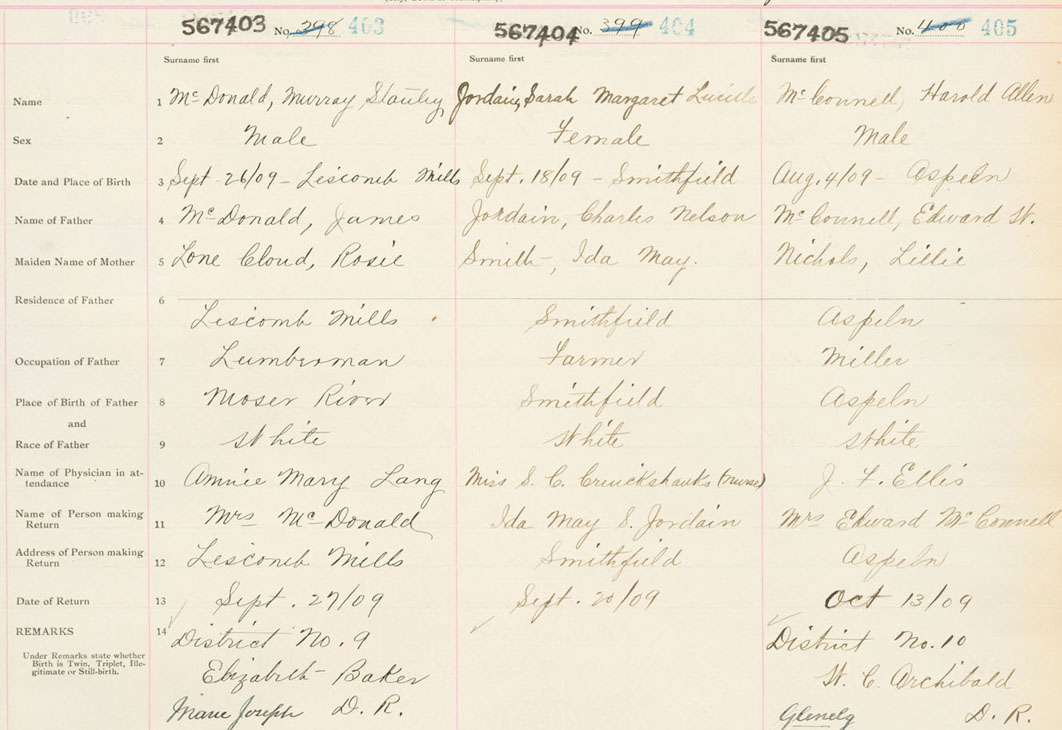 567403 No. 398 403 567404 No. 399 404 567405 No. 400 405
Surname first Surname first Surname first
Name 1 McDonald, Murray Stanley Jordain, Sarah Margaret Lucille McConnell, Harold Allen
Sex 2 Male Female Male
Date and Place of Birth 3 Sept. 26/09 - Liscomb Mills Sept. 18/09 - Smithfield Aug. 4/09 - Aspeln
Name of Father 4 McDonald, James Jordain, Charles Nelson McConnell, Edward W.
Maiden Name of Mother 5 Lone Cloud, Rosie Smith, Ida May. Nichols, Lillie
Residence of Father 6
Liscomb Mills Smithfield Aspeln
Occupation of Father 7 Lumberman Farmer Miller
Place of Birth of Father 8 Moser River Smithfield Aspeln
and
Race of Father 9 White White White
Name of Physician in at-
tendance 10 Annie Mary Lang Miss S. C. Cruickshanks (nurse) J. F. Ellis
Name of Person making
Return 11 Mrs McDonald Ida May S. Jordain Mrs Edward McConnell
Address of Person making
Return 12 Liscomb Mills Smithfield Aspeln
Date of Return 13 Sept. 27/09 Sept. 20/09 Oct 13/09
REMARKS 14 District No. 9 District No. 10
Under Remarks state whether
Birth is Twin, Triplet, Ille-
gitimate or Still-birth.
Elizabeth Baker W. C. Archibald
Marie Joseph D. R. Glenelg D. R.